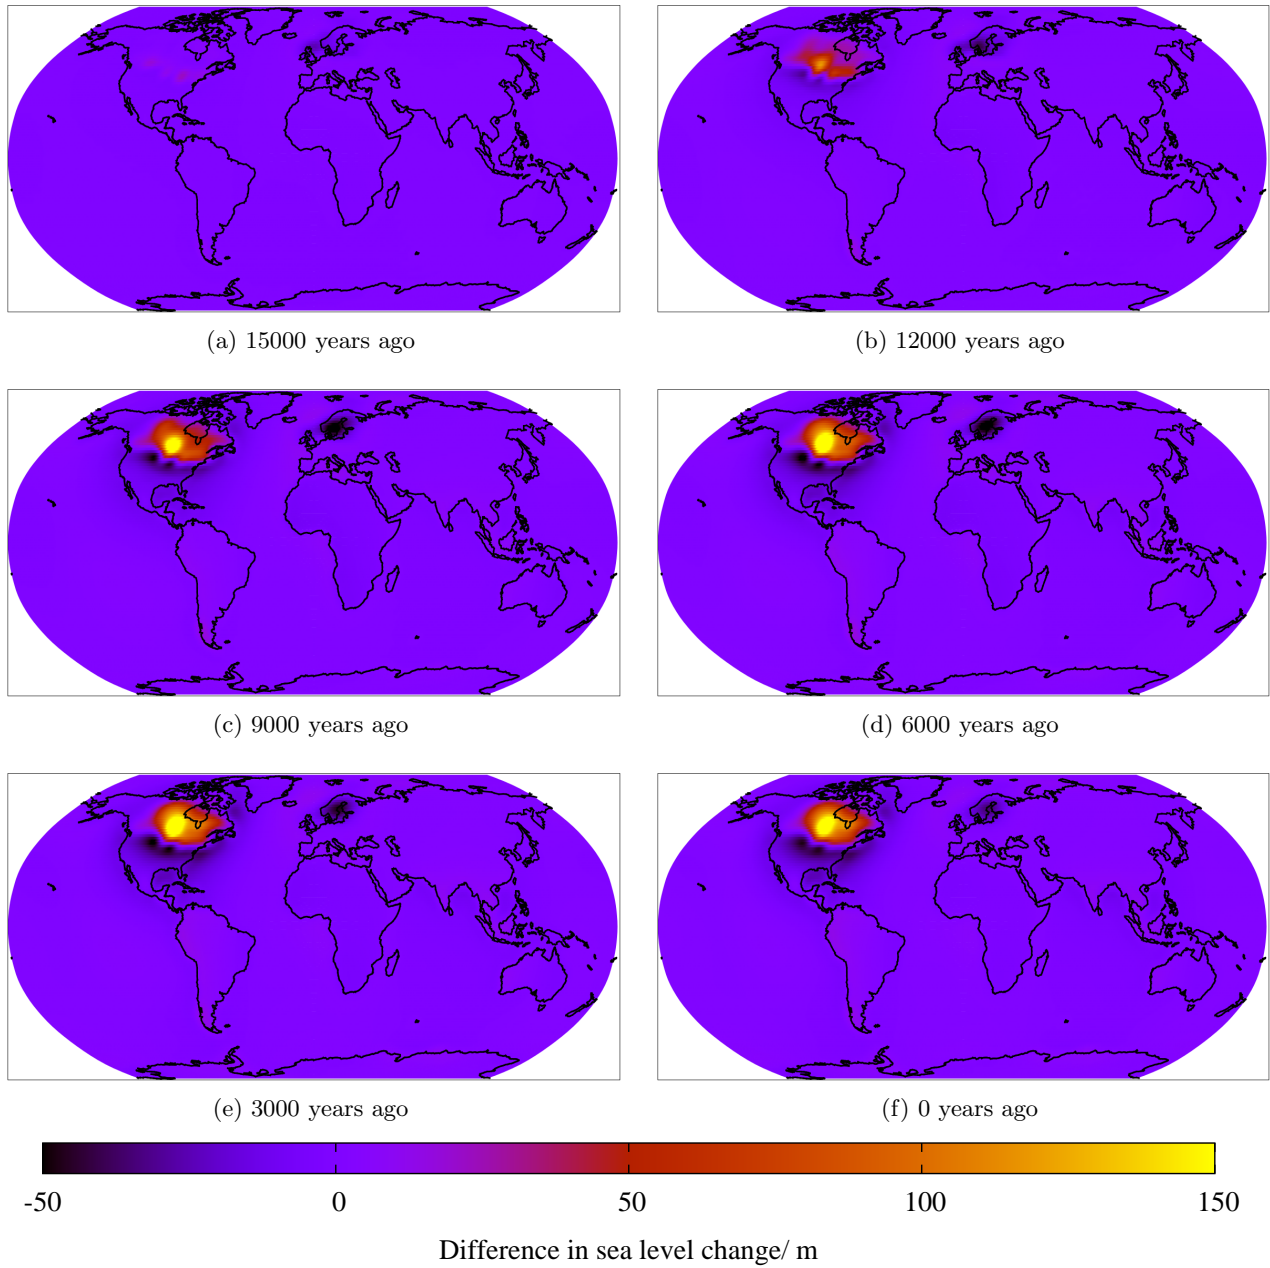 (a) 15000 years ago
(b) 12000 years ago
(c) 9000 years ago
(d) 6000 years ago
(e) 3000 years ago
(f) 0 years ago
-50 0 50 100 150
Difference in sea level change/ m